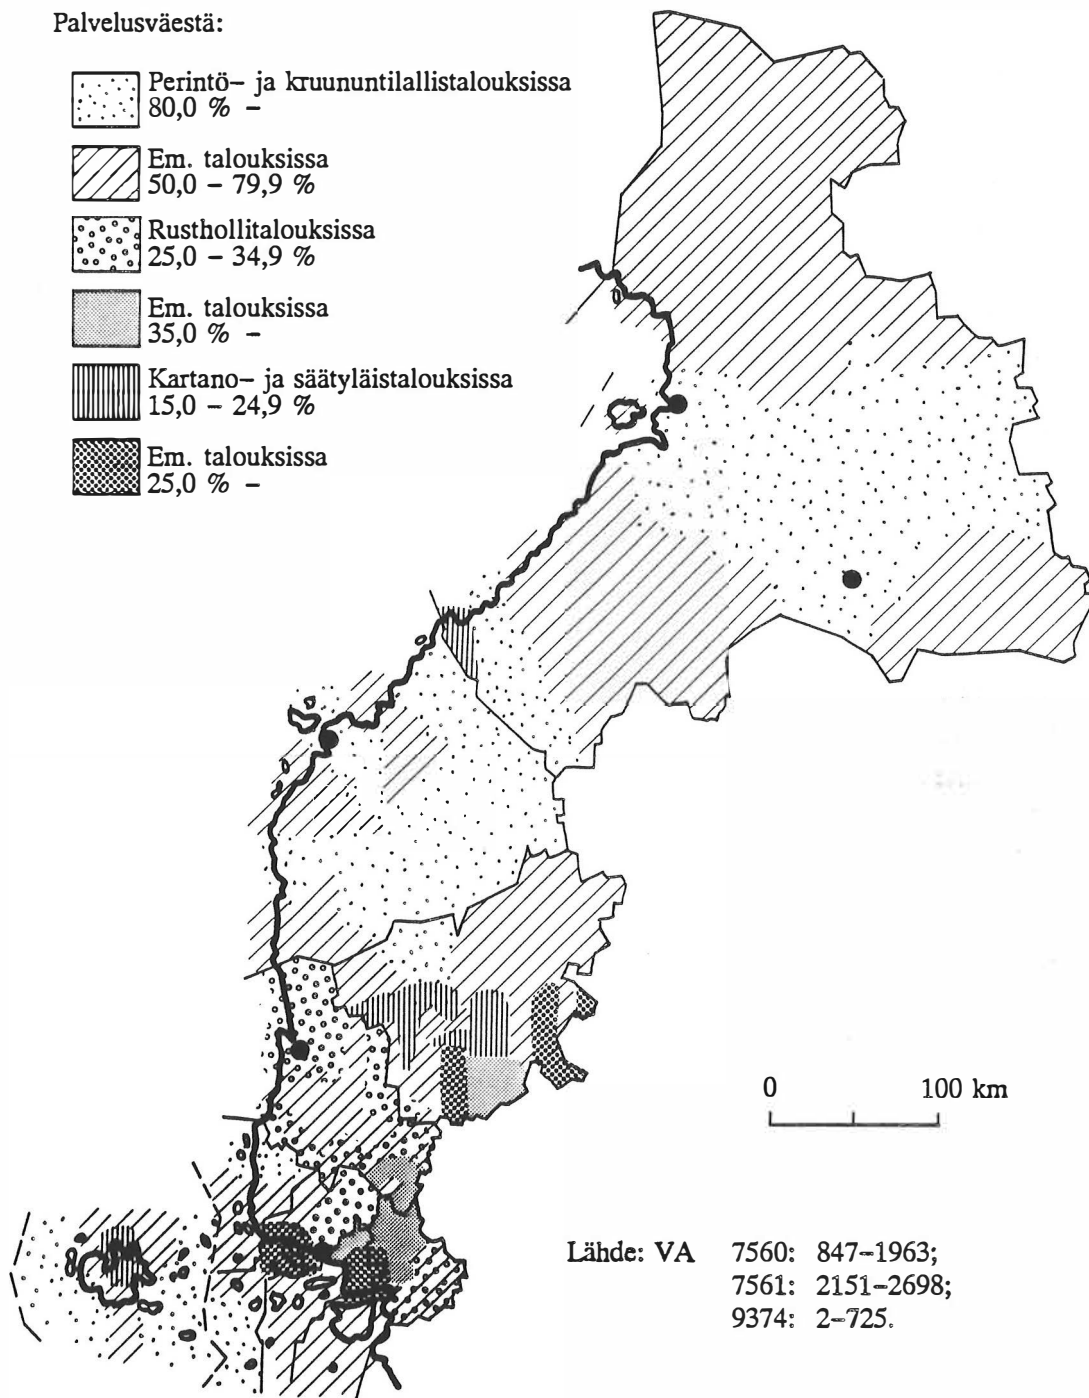 Palvelusväestä:
Perintö- ja kruununtilallistalouksissa
80,0 % -
Em. talouksissa
50,0 - 79,9 %
Rusthollitalouksissa
25,0 - 34,9 %
Em. talouksissa
35,0 % -
Kartano- ja säätyläistalouksissa
15,0 - 24,9 %
Em. talouksissa
25,0 % -
0 100 km
Lähde: VA 7560: 847-1963;
7561: 2151-2698;
9374: 2-725.